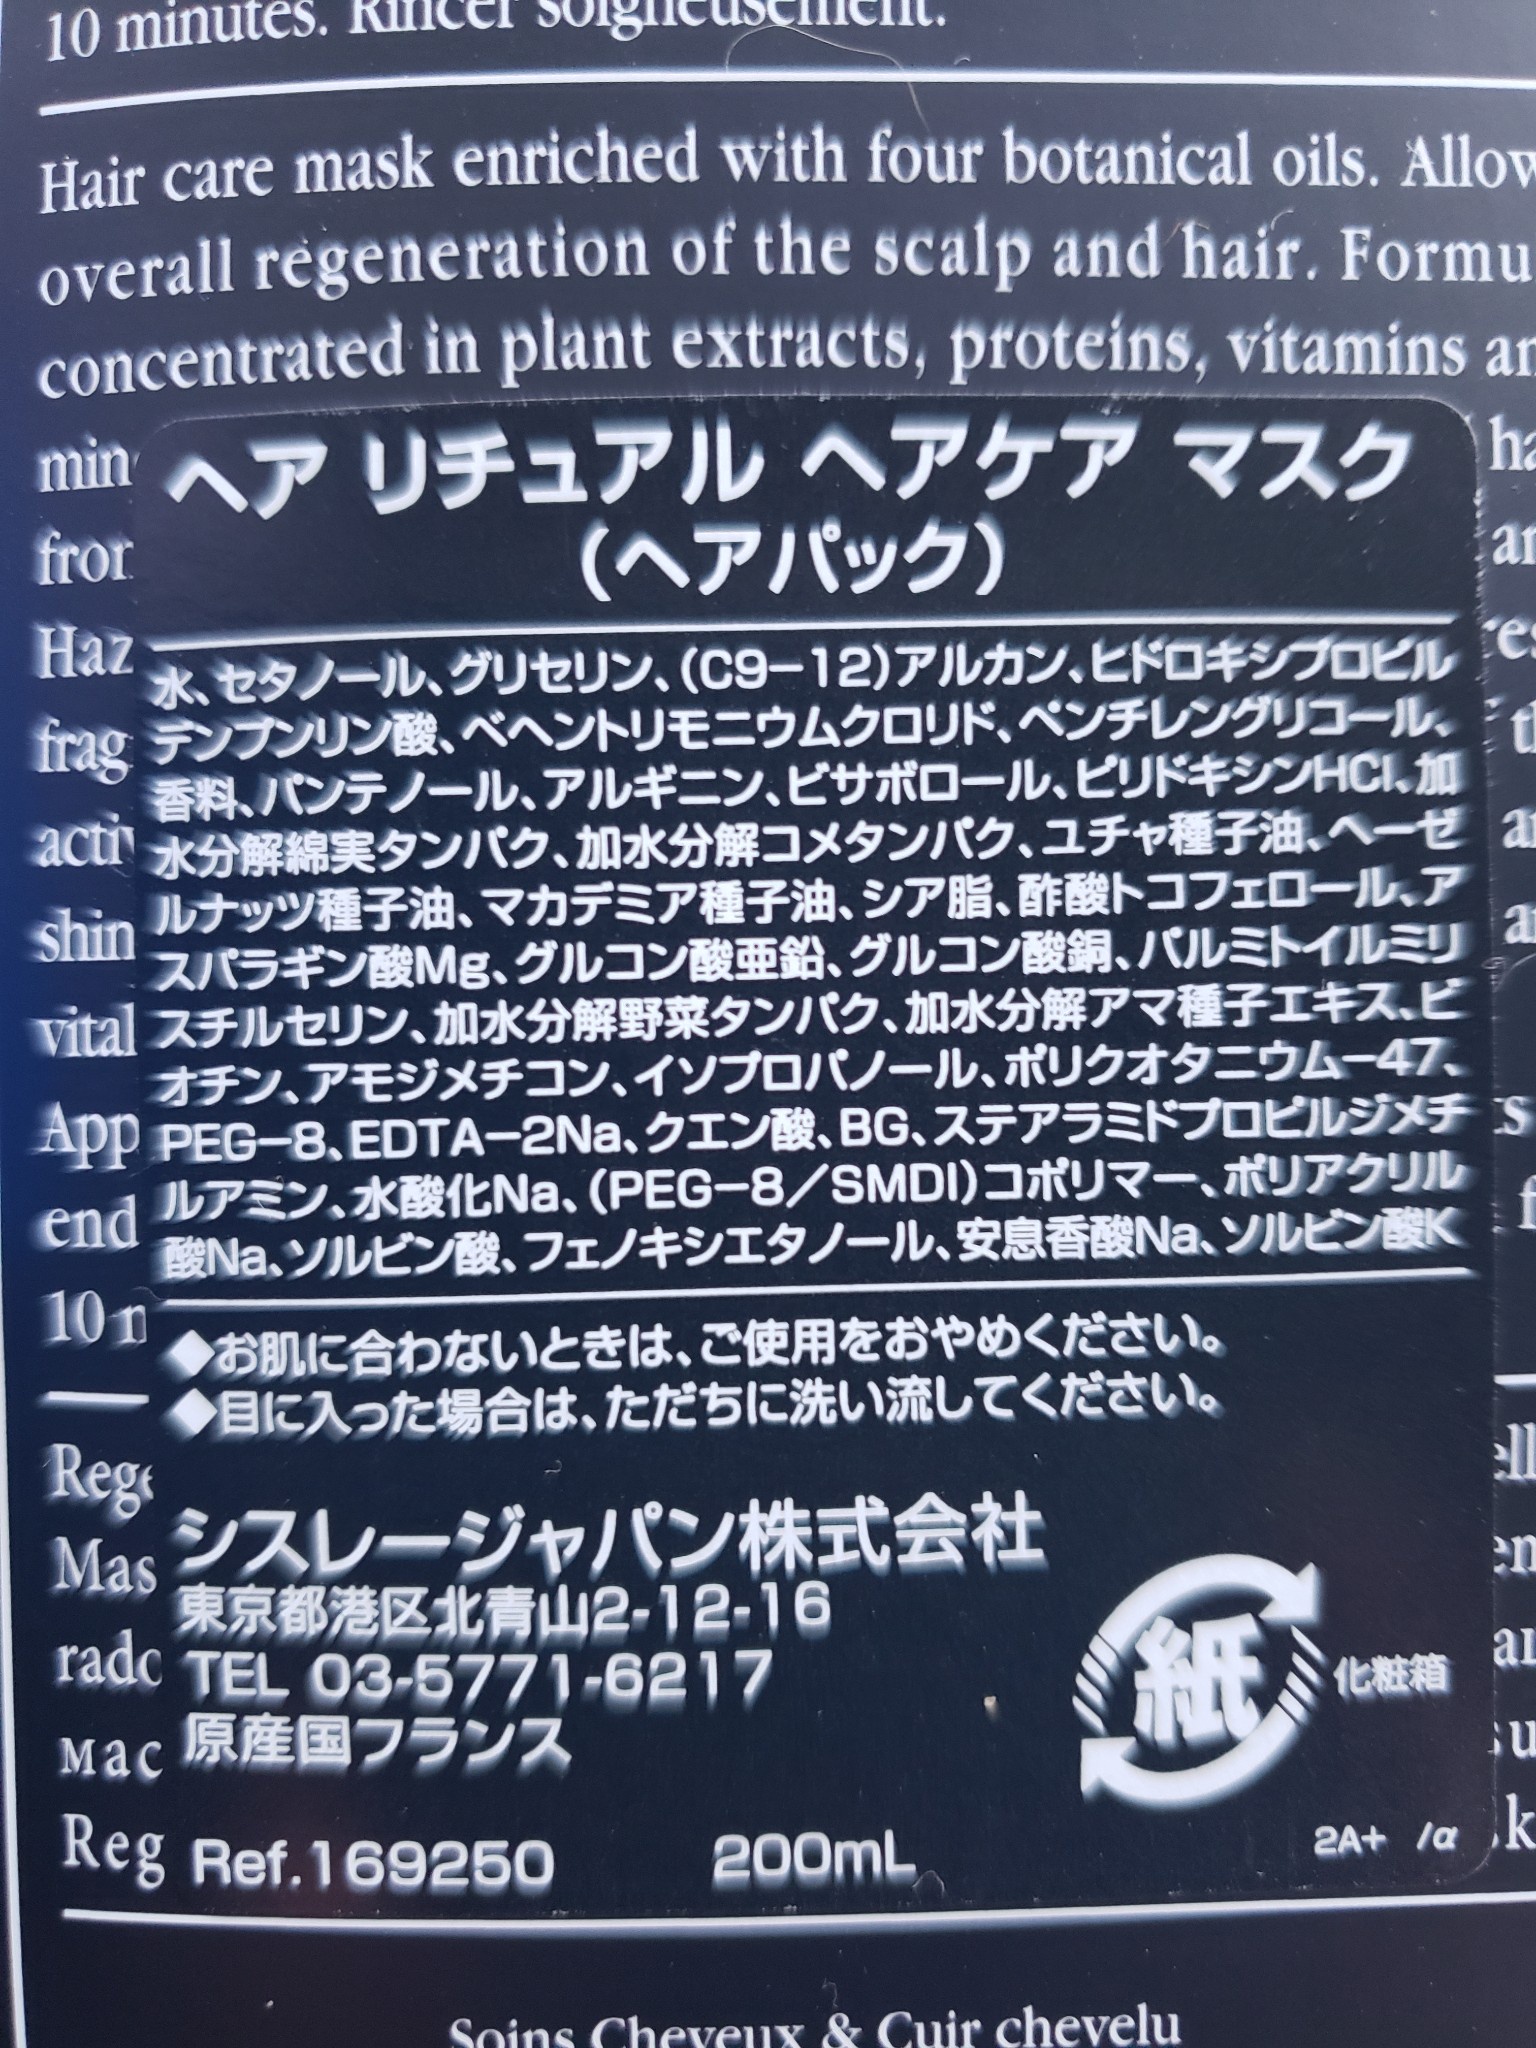 10 minutes. Rincer soigneusement.
Hair care mask enriched with four botanical oils. Allow
overall regeneration of the scalp and hair. Formu
concentrated in plant extracts, proteins, vitamins an
min
ヘア リチュアル ヘアケア マスク
ha
fror
(ヘアパック)
an
Haz
水、セタノール、グリセリン、(C9−12)アルカン、ヒドロキシプロピル
res
frag
デンプンリン酸、ベヘントリモニウムクロリド、ペンチレングリコール、
香料、パンテノール、アルギニン、ビサボロール、ピリドキシンHCl、加
activ
水分解綿実タンパク、加水分解コメタンパク、ユチャ種子油、ヘーゼ
ルナッツ種子油、マカデミア種子油、シア脂、酢酸トコフェロール、ア
shin
スパラギン酸Mg、グルコン酸亜鉛、グルコン酸銅、パルミトイルミリ
vital
スチルセリン、加水分解野菜タンパク、加水分解アマ種子エキス、ビ
オチン、アモジメチコン、イソプロパノール、ポリクオタニウム−47、
App
PEG−8、EDTA−2Na、クエン酸、BG、ステアラミドプロピルジメチ
ts
end
ルアミン、水酸化Na、(PEG−8/SMDI)コポリマー、ポリアクリル
f
酸Na、ソルビン酸、フェノキシエタノール、安息香酸Na、ソルビン酸K
10 n
◆お肌に合わないときは、ご使用をおやめください。
◆目に入った場合は、ただちに洗い流してください。
Rege
ell
シスレージャパン株式会社
Mas
東京都港区北青山2-12-16
rado
TEL 03-5771-6217
紙
化粧箱
MAC
原産国フランス
su
Reg
Ref.169250 200mL
2A+ /α
k
Soins Cheveux & Cuir chevelu